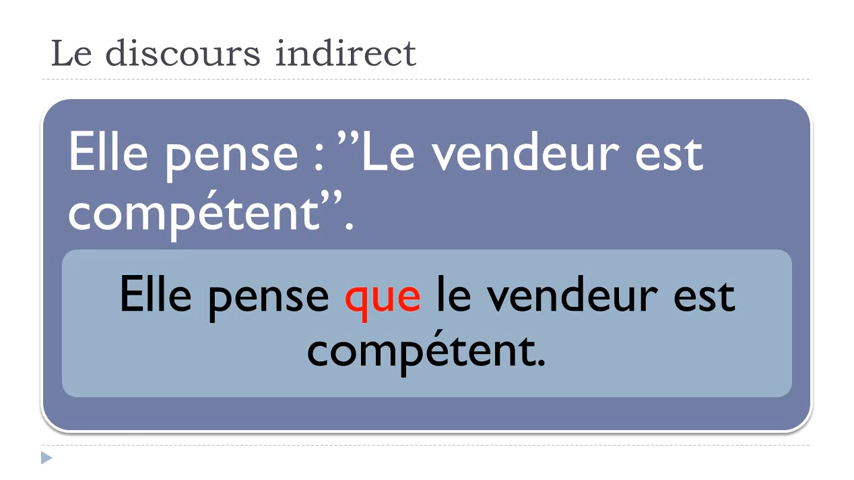 Le discours indirect
Elle pense : ”Le vendeur est
compétent”.
Elle pense que le vendeur est
compétent.